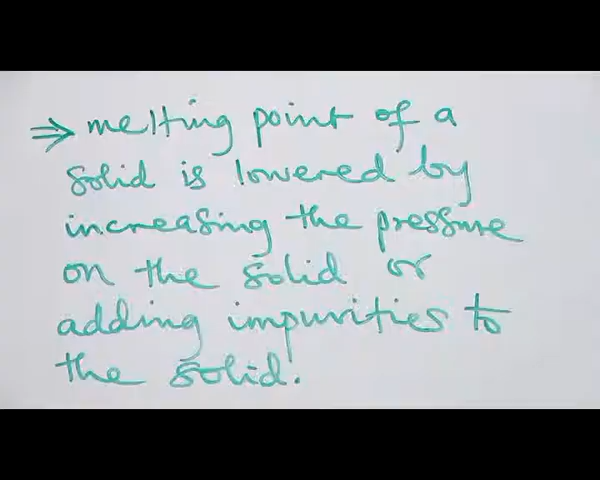 ⇒ melting point of a
solid is lowered by
increasing the pressure
on the solid or
adding impurities to
the solid.